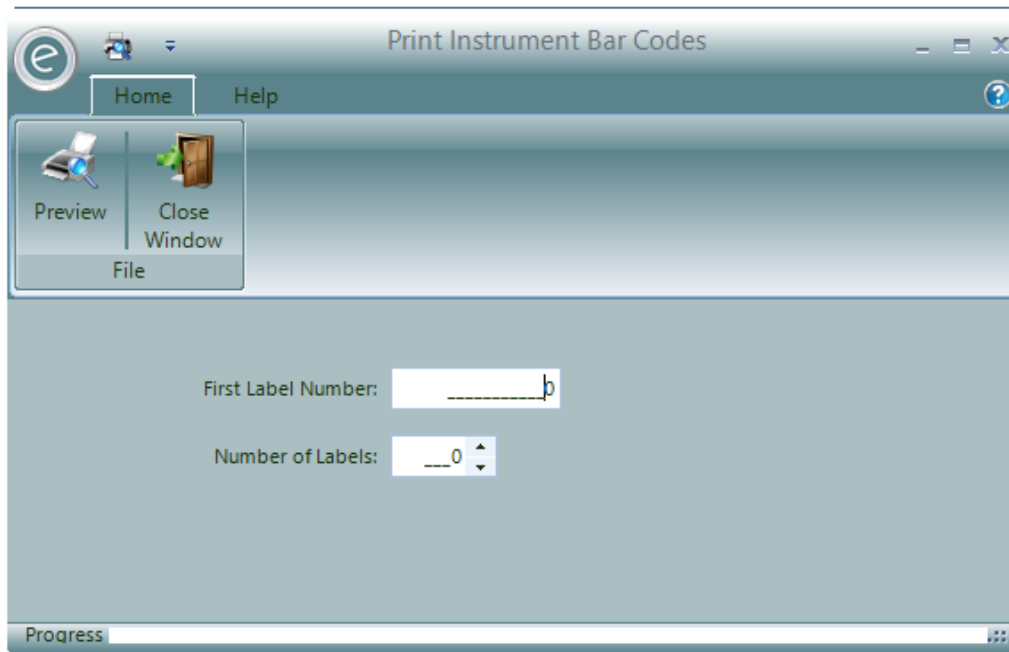 e
Print Instrument Bar Codes
Home Help
Preview Close
Window
File
First Label Number: ___________0
Number of Labels: ___0
Progress